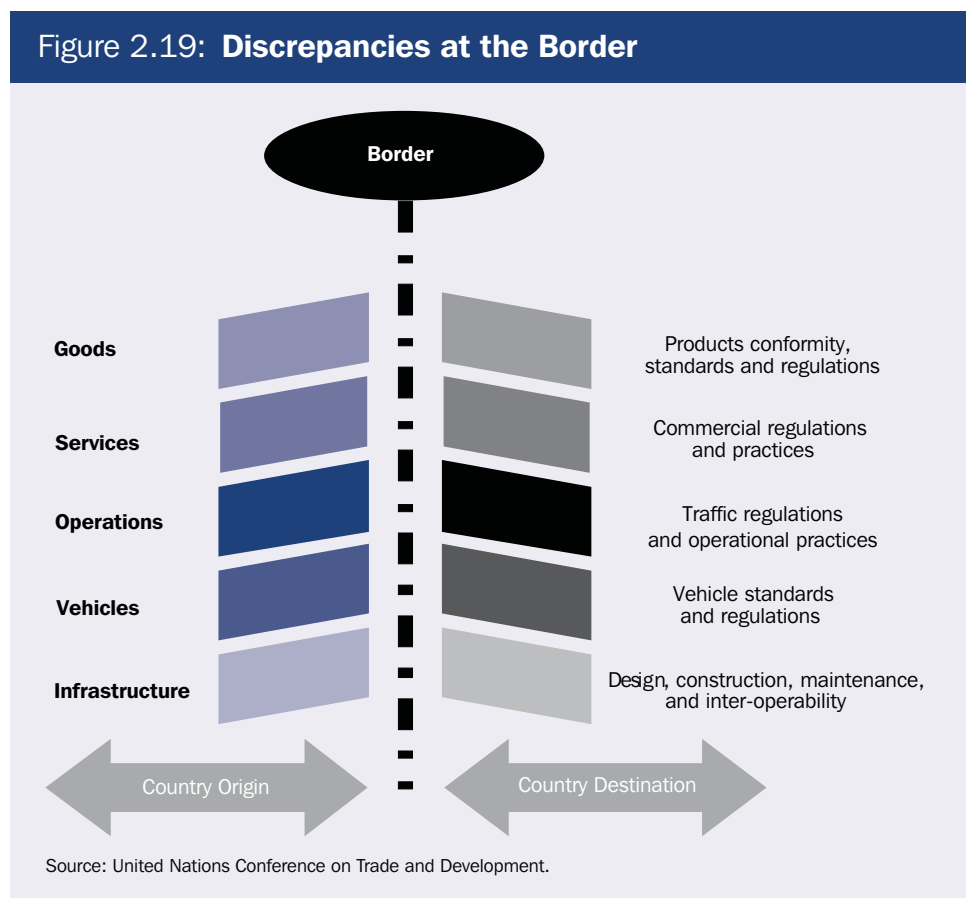 Figure 2.19: Discrepancies at the Border
Border
Goods
Products conformity,
standards and regulations
Services
Commercial regulations
and practices
Operations
Traffic regulations
and operational practices
Vehicles
Vehicle standards
and regulations
Infrastructure
Design, construction, maintenance,
and inter-operability
Country Origin
Country Destination
Source: United Nations Conference on Trade and Development.